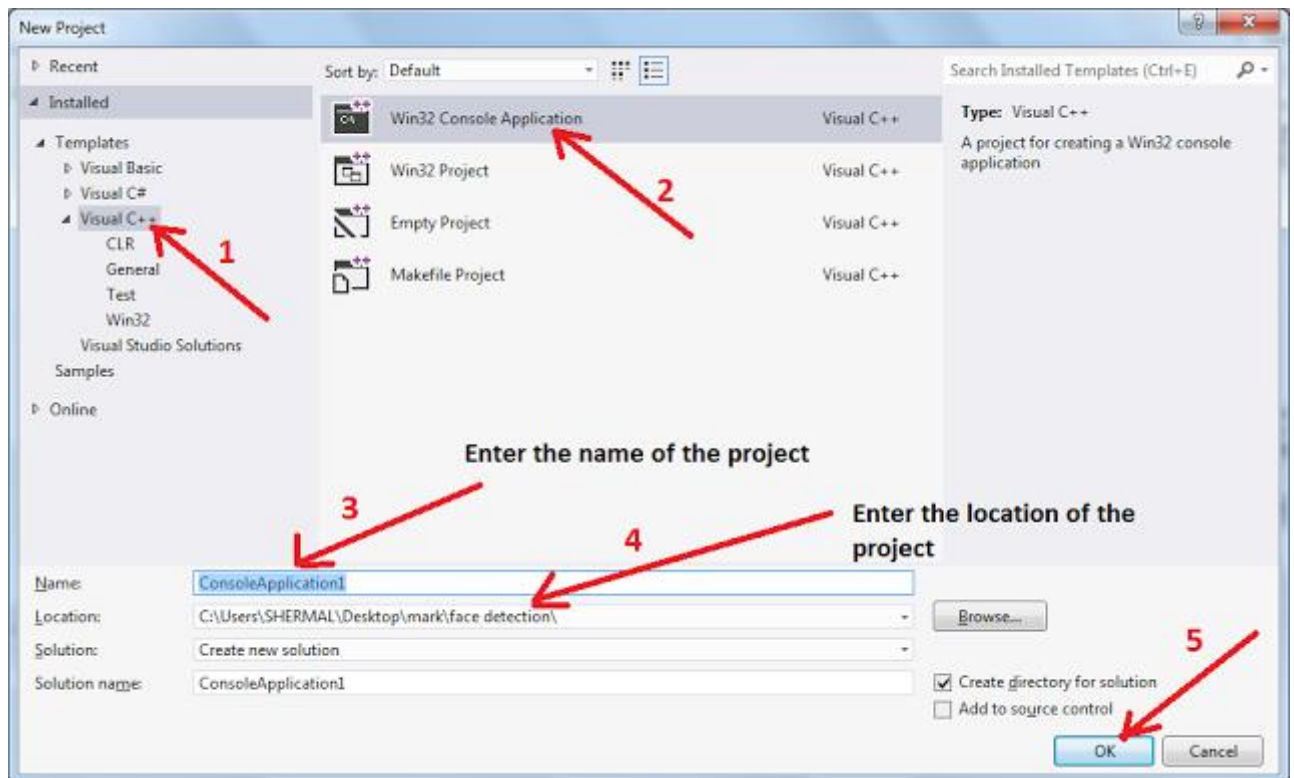 New Project
Recent
Installed
Templates
Visual Basic
Visual C#
Visual C++
CLR
General
Test
Win32
Visual Studio Solutions
Samples
Online
Sort by: Default
Win32 Console Application Visual C++
Win32 Project Visual C++
Empty Project Visual C++
Makefile Project Visual C++
Search Installed Templates (Ctrl+E)
Type: Visual C++
A project for creating a Win32 console
application
1
2
Enter the name of the project
3
Enter the location of the
project
4
Name: ConsoleApplication1
Location: C:\Users\SHERMAL\Desktop\mark\face detection\
Browse...
Solution: Create new solution
Solution name: ConsoleApplication1
5
Create directory for solution
Add to source control
OK Cancel